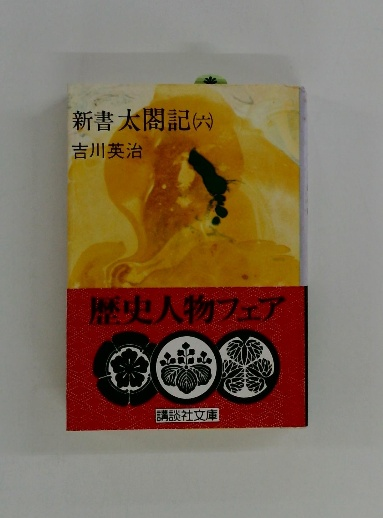 新書太閤記㈥
吉川英治
歴史人物フェア
講談社文庫